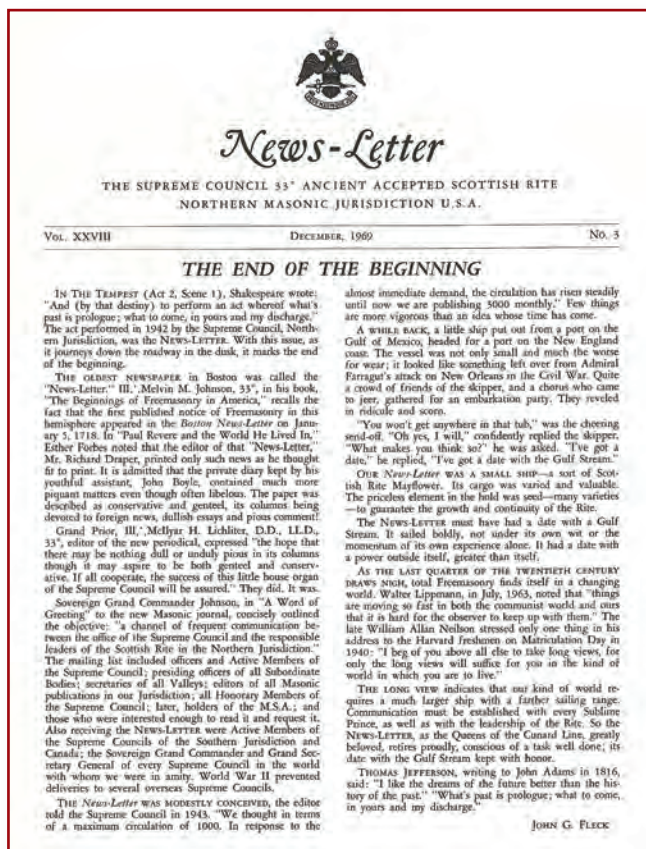 News-Letter
THE SUPREME COUNCIL 33° ANCIENT ACCEPTED SCOTTISH RITE
NORTHERN MASONIC JURISDICTION U.S.A.
VOL. XXVIII DECEMBER, 1969 No. 3
THE END OF THE BEGINNING
IN THE TEMPEST (Act 2, Scene 1), Shakespeare wrote:
"And (by that destiny) to perform an act whereof what's
past is prologue; what to come, in yours and my discharge."
The act performed in 1942 by the Supreme Council, North-
ern Jurisdiction, was the NEWS-LETTER. With this issue, as
it journeys down the roadway in the dusk, it marks the end
of the beginning.
THE OLDEST NEWSPAPER in Boston was called the
"News-Letter." Ill.·.Melvin M. Johnson, 33°, in his book,
"The Beginnings of Freemasonry in America," recalls the
fact that the first published notice of Freemasonry in this
hemisphere appeared in the Boston News-Letter on Janu-
ary 5, 1718. In "Paul Revere and the World He Lived In,"
Esther Forbes noted that the editor of that "News-Letter,"
Mr. Richard Draper, printed only such news as he thought
fit to print. It is admitted that the private diary kept by his
youthful assistant, John Boyle, contained much more
piquant matters even though often libelous. The paper was
described as conservative and genteel, its columns being
devoted to foreign news, dullish essays and pious comment!
Grand Prior, Ill.·.McIlyar H. Lichliter, D.D., LL.D.,
33°, editor of the new periodical, expressed "the hope that
there may be nothing dull or unduly pious in its columns
though it may aspire to be both genteel and conserv-
ative. If all cooperate, the success of this little house organ
of the Supreme Council will be assured." They did. It was.
Sovereign Grand Commander Johnson, in "A Word of
Greeting" to the new Masonic journal, concisely outlined
the objective: "a channel of frequent communication be-
tween the office of the Supreme Council and the responsible
leaders of the Scottish Rite in the Northern Jurisdiction."
The mailing list included officers and Active Members of
the Supreme Council; presiding officers of all Subordinate
Bodies; secretaries of all Valleys; editors of all Masonic
publications in our Jurisdiction; all Honorary Members of
the Supreme Council; later, holders of the M.S.A.; and
those who were interested enough to read it and request it.
Also receiving the NEWS-LETTER were Active Members of
the Supreme Councils of the Southern Jurisdiction and
Canada; the Sovereign Grand Commander and Grand Sec-
retary General of every Supreme Council in the world
with whom we were in amity. World War II prevented
deliveries to several overseas Supreme Councils.
THE News-Letter WAS MODESTLY CONCEIVED, the editor
told the Supreme Council in 1943. "We thought in terms
of a maximum circulation of 1000. In response to the
almost immediate demand, the circulation has risen steadily
until now we are publishing 3000 monthly." Few things
are more vigorous than an idea whose time has come.
A WHILE BACK, a little ship put out from a port on the
Gulf of Mexico, headed for a port on the New England
coast. The vessel was not only small and much the worse
for wear; it looked like something left over from Admiral
Farragut's attack on New Orleans in the Civil War. Quite
a crowd of friends of the skipper, and a chorus who came
to jeer, gathered for an embarkation party. They reveled
in ridicule and scorn.
"You won't get anywhere in that tub," was the cheering
send-off. "Oh yes, I will," confidently replied the skipper.
"What makes you think so?" he was asked. "I've got a
date," he replied, "I've got a date with the Gulf Stream."
OUR News-Letter WAS A SMALL SHIP—a sort of Scot-
tish Rite Mayflower. Its cargo was varied and valuable.
The priceless element in the hold was seed—many varieties
—to guarantee the growth and continuity of the Rite.
The NEWS-LETTER must have had a date with a Gulf
Stream. It sailed boldly, not under its own wit or the
momentum of its own experience alone. It had a date with
a power outside itself, greater than itself.
AS THE LAST QUARTER OF THE TWENTIETH CENTURY
DRAWS NIGH, total Freemasonry finds itself in a changing
world. Walter Lippmann, in July, 1963, noted that "things
are moving so fast in both the communist world and ours
that it is hard for the observer to keep up with them." The
late William Allan Neilson stressed only one thing in his
address to the Harvard freshmen on Matriculation Day in
1940: "I beg of you above all else to take long views, for
only the long views will suffice for you in the kind of
world in which you are to live."
THE LONG VIEW indicates that our kind of world re-
quires a much larger ship with a farther sailing range.
Communication must be established with every Sublime
Prince, as well as with the leadership of the Rite. So the
NEWS-LETTER, as the Queens of the Cunard Line, greatly
beloved, retires proudly, conscious of a task well done; its
date with the Gulf Stream kept with honor.
THOMAS JEFFERSON, writing to John Adams in 1816,
said: "I like the dreams of the future better than the his-
tory of the past." "What's past is prologue; what to come,
in yours and my discharge."
JOHN G. FLECK